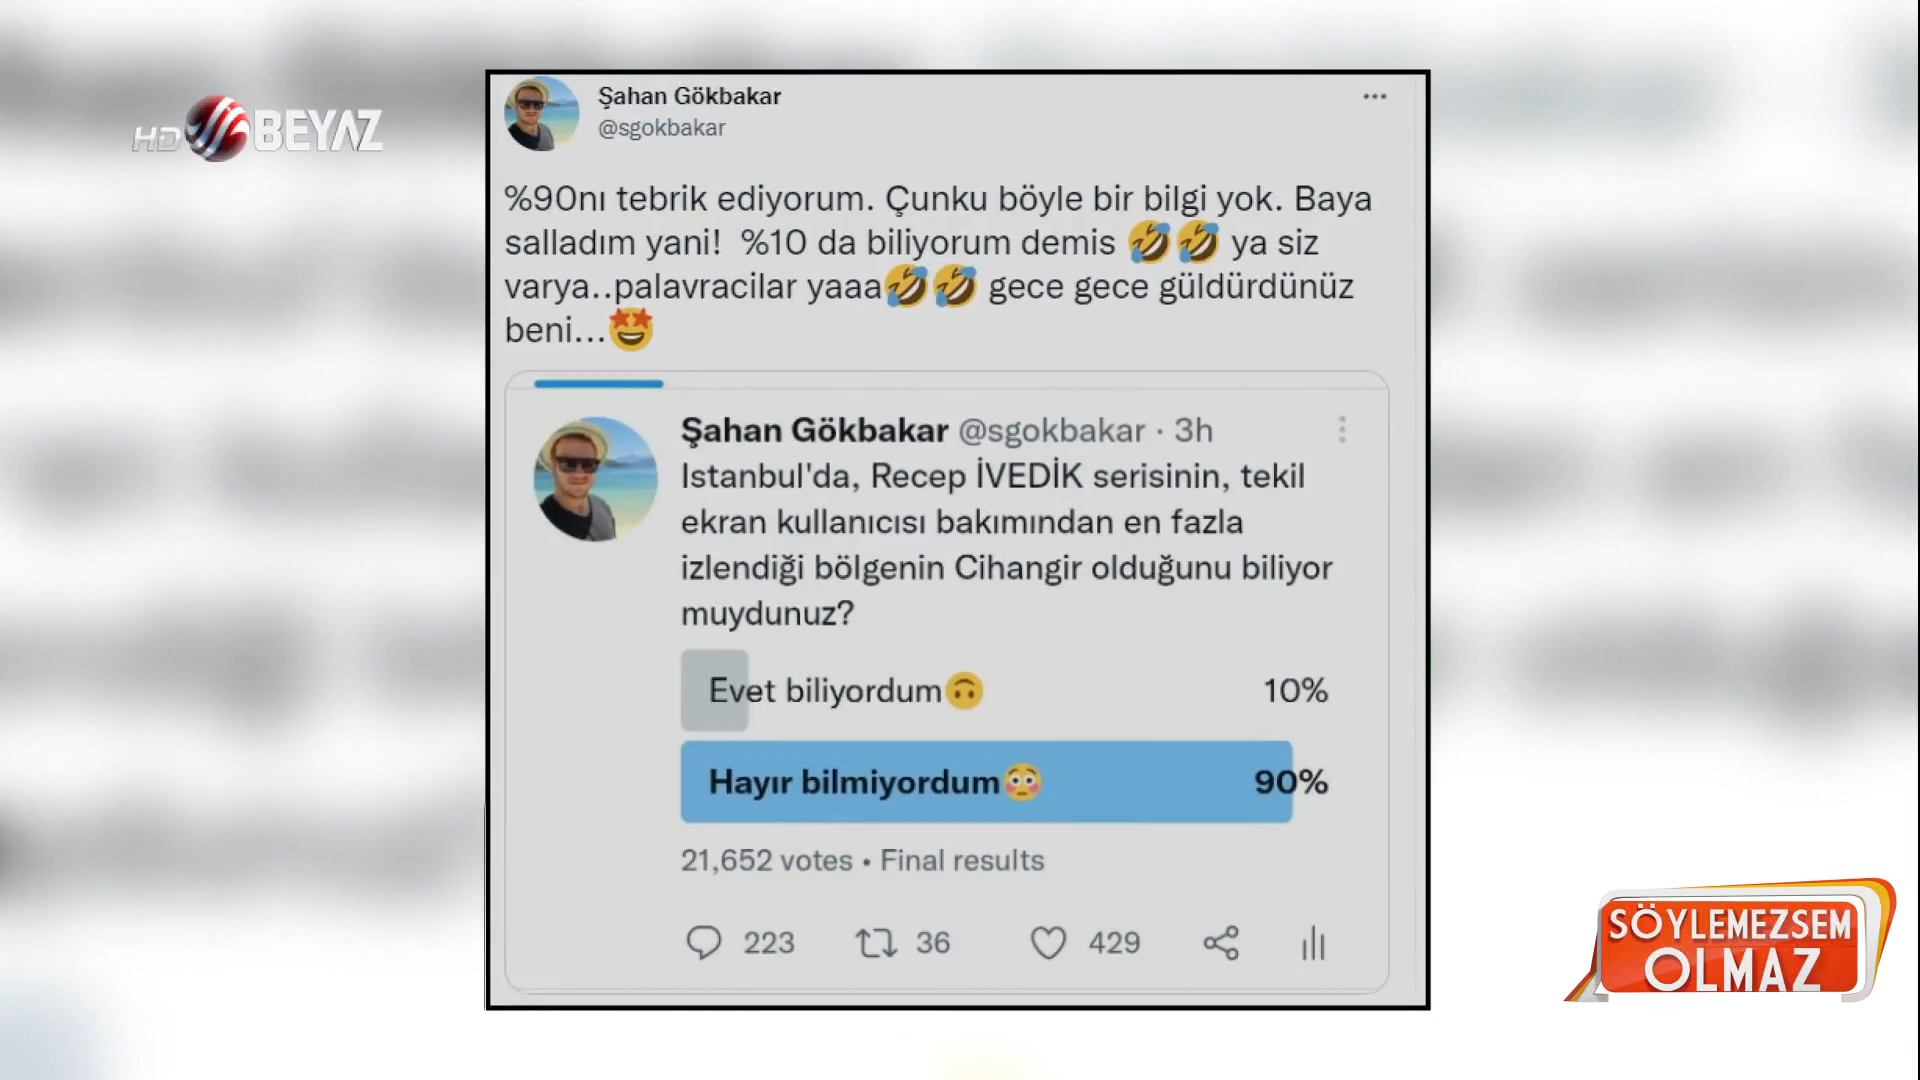 HD BEYAZ
Şahan Gökbakar
@sgokbakar
%90nı tebrik ediyorum. Çunku böyle bir bilgi yok. Baya
salladım yani! %10 da biliyorum demis 🤣🤣 ya siz
varya..palavracilar yaaa🤣🤣 gece gece güldürdünüz
beni...🤩
Şahan Gökbakar @sgokbakar · 3h
Istanbul'da, Recep İVEDİK serisinin, tekil
ekran kullanıcısı bakımından en fazla
izlendiği bölgenin Cihangir olduğunu biliyor
muydunuz?
Evet biliyordum🙃 10%
Hayır bilmiyordum😳 90%
21,652 votes • Final results
223 36 429
SÖYLEMEZSEM
OLMAZ